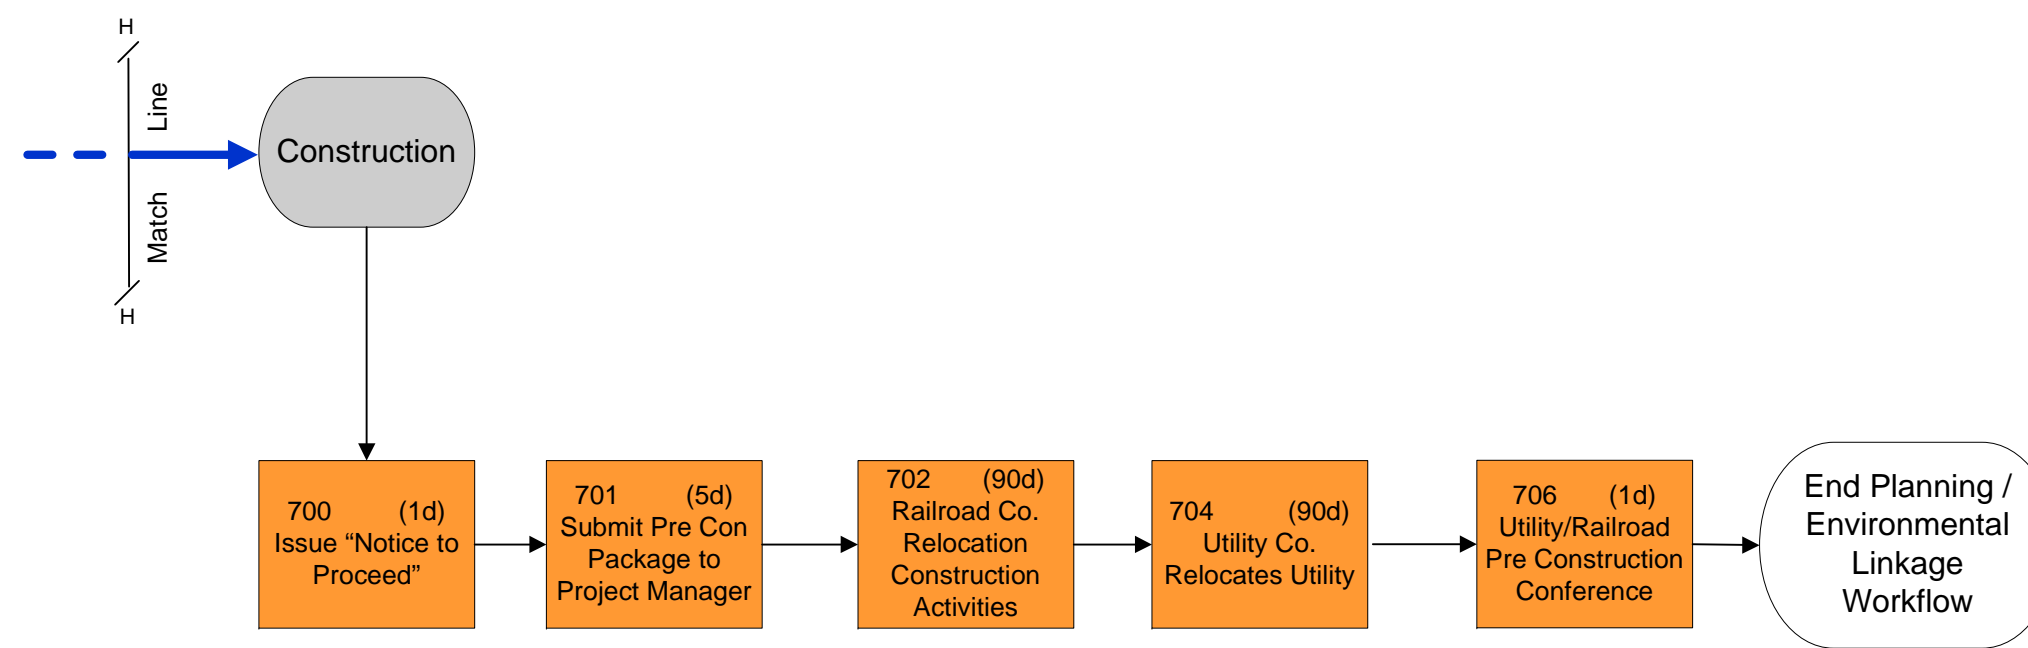 H
Line
Match
H
Construction
700 (1d)
Issue “Notice to
Proceed”
701 (5d)
Submit Pre Con
Package to
Project Manager
702 (90d)
Railroad Co.
Relocation
Construction
Activities
704 (90d)
Utility Co.
Relocates Utility
706 (1d)
Utility/Railroad
Pre Construction
Conference
End Planning /
Environmental
Linkage
Workflow